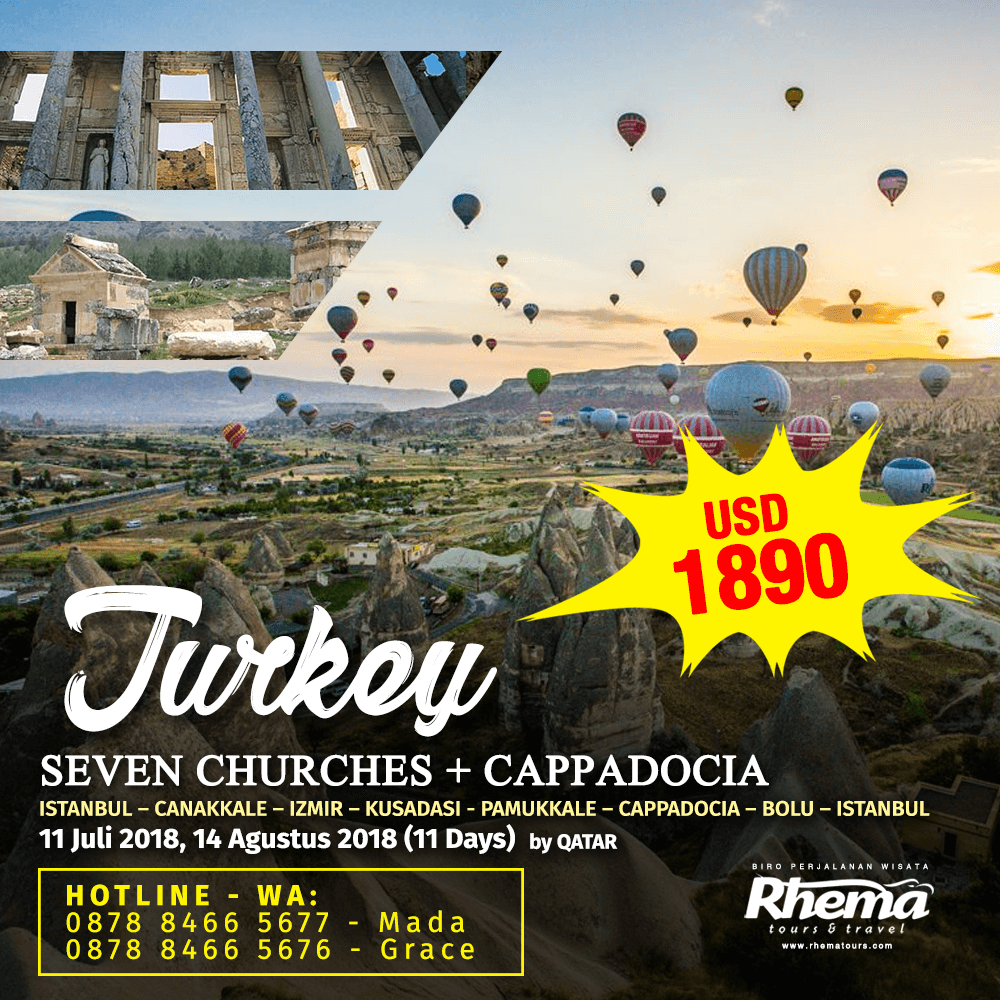 USD
1890
Turkey
SEVEN CHURCHES + CAPPADOCIA
ISTANBUL – CANAKKALE – IZMIR – KUSADASI - PAMUKKALE – CAPPADOCIA – BOLU – ISTANBUL
11 Juli 2018, 14 Agustus 2018 (11 Days) by QATAR
HOTLINE - WA:
0878 8466 5677 - Mada
0878 8466 5676 - Grace
BIRO PERJALANAN WISATA
Rhema
tours & travel
www.rhematours.com